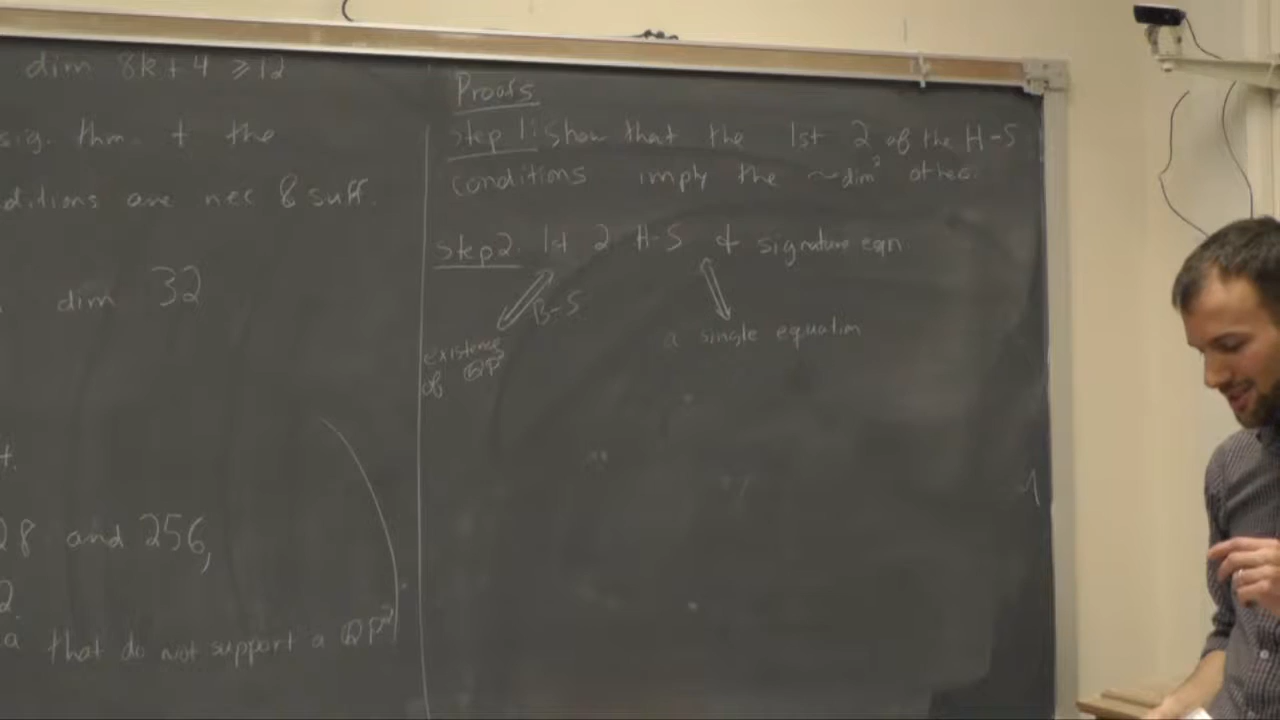 dim 8k+4 ≥ 12
sig. thm. + the
ditions are nec & suff.
dim 32
t.
28 and 256,
2.
a that do not support a QP²
Proofs
Step 1: Show that the 1st 2 of the H-S
conditions imply the ~dim² other.
Step 2. 1st 2 H-S & signature eqn.
B-S
existence
of QP²
a single equation